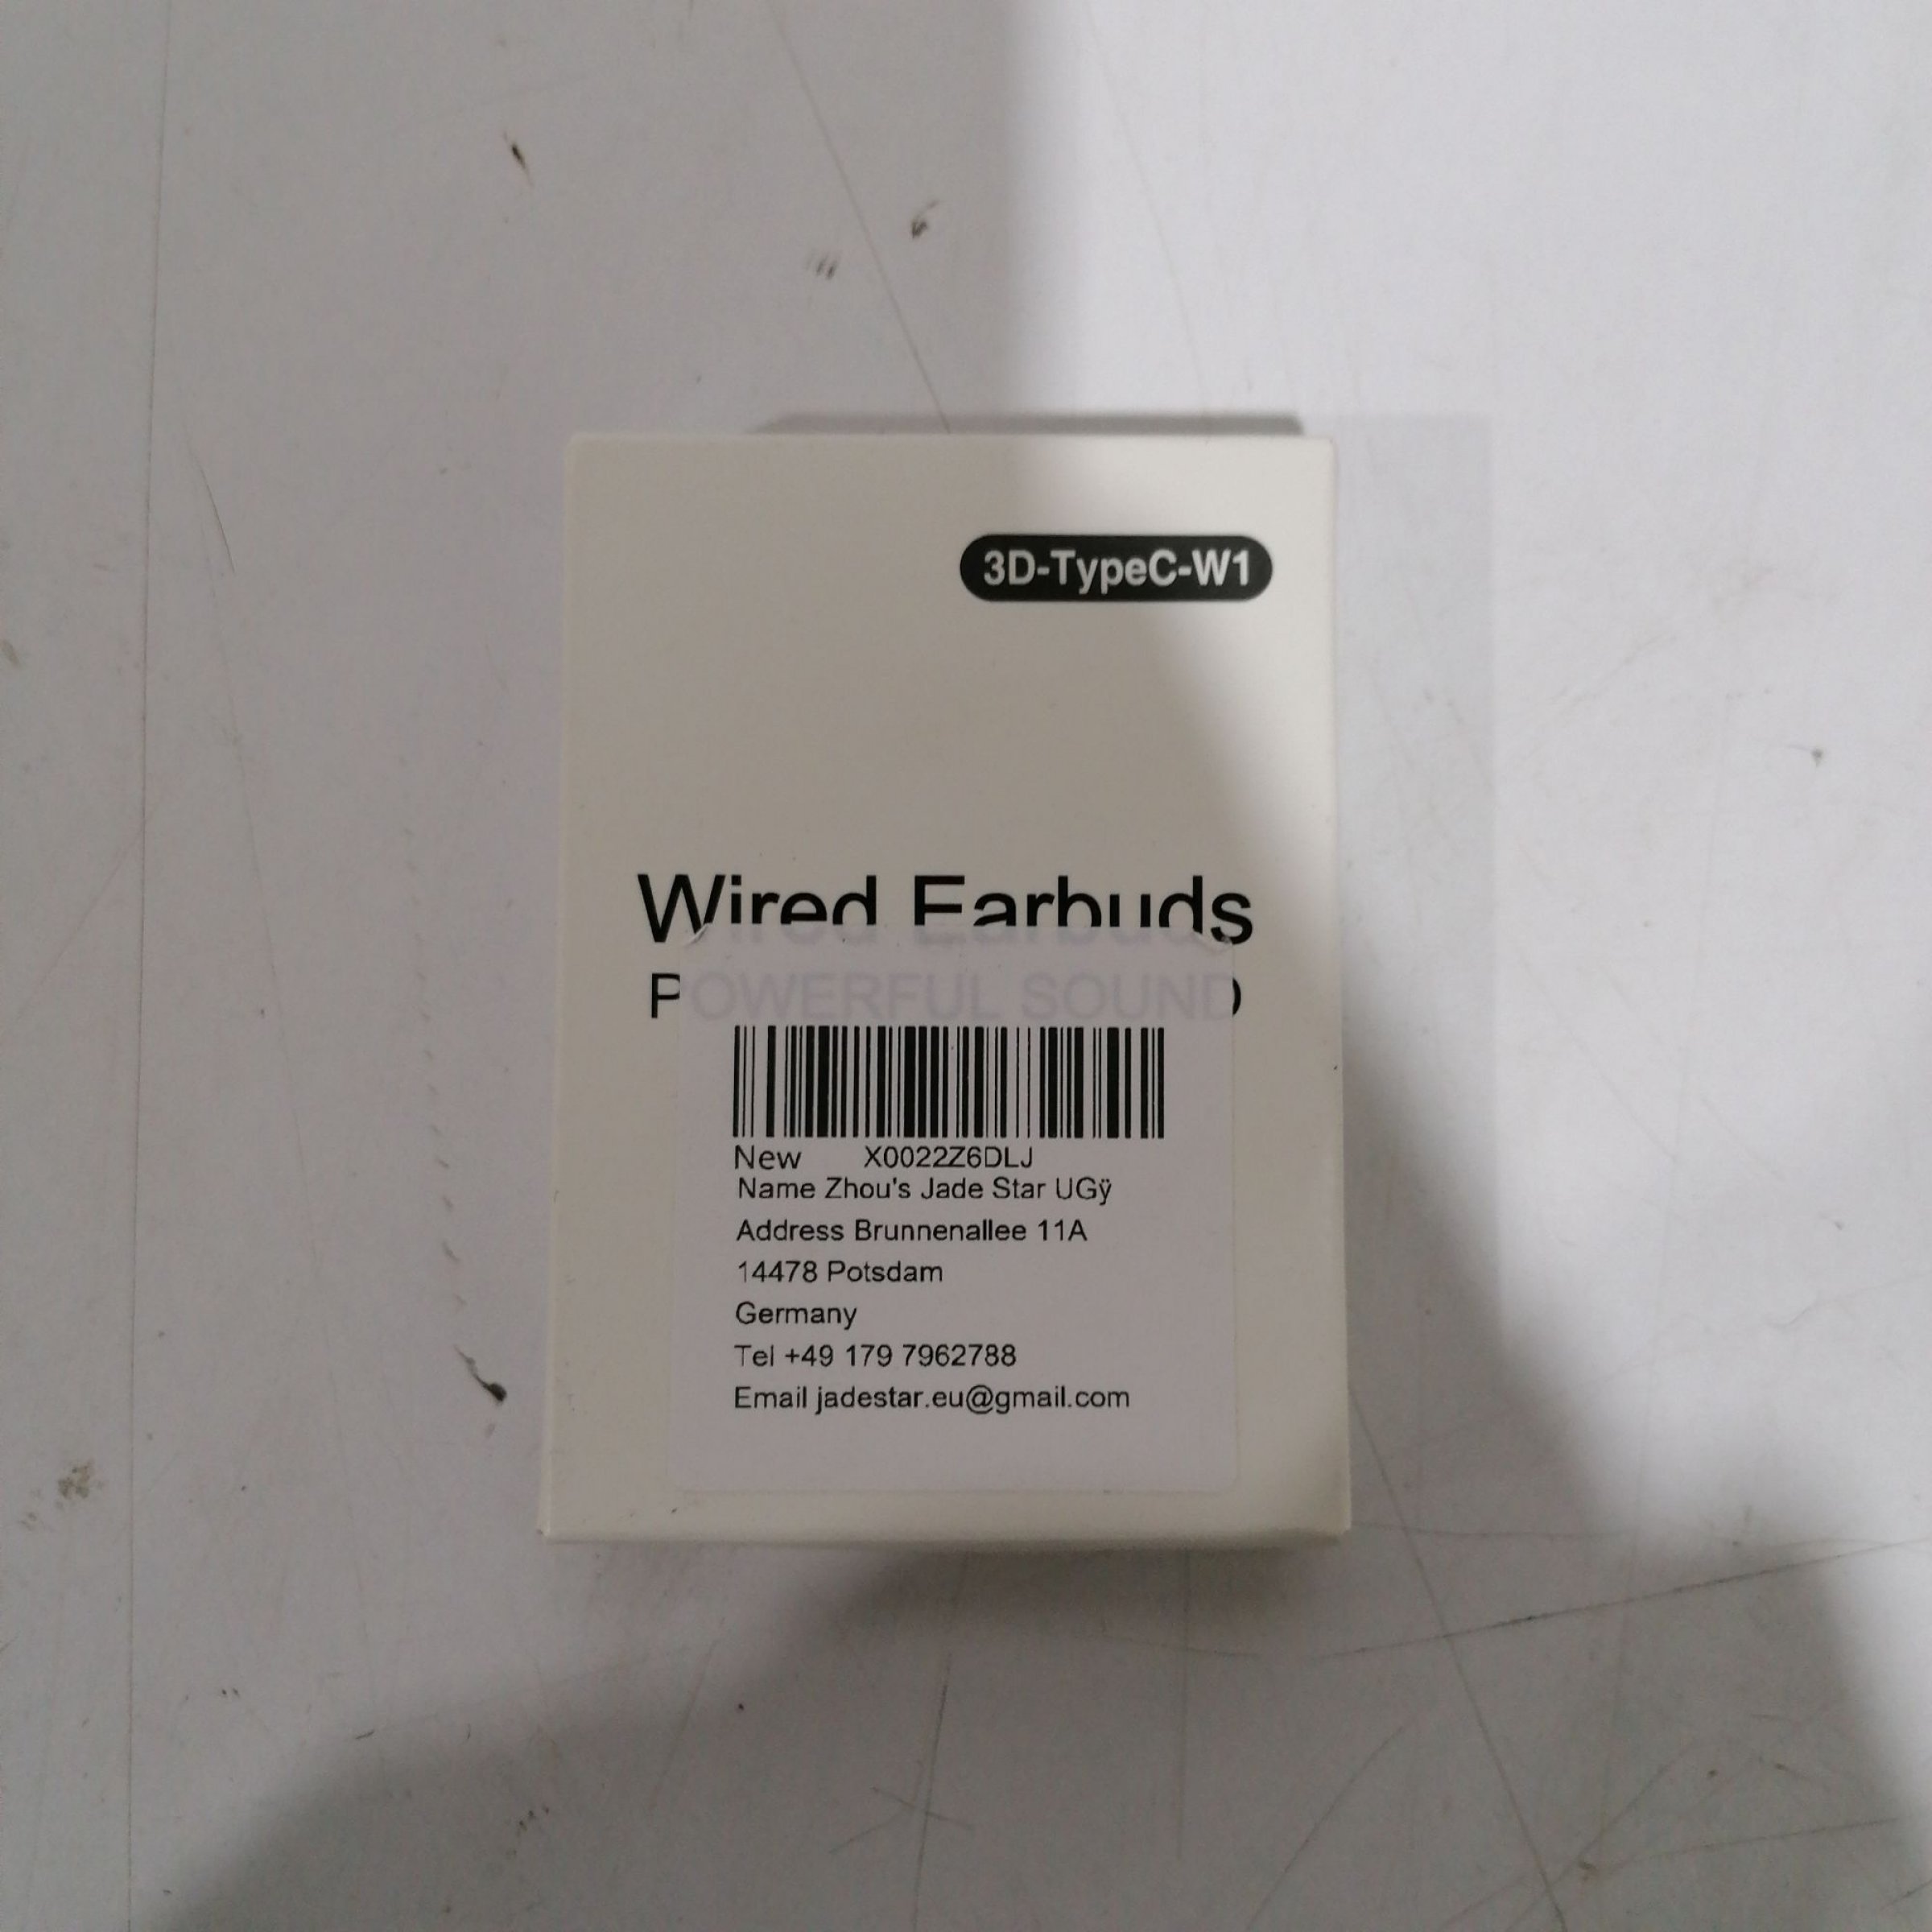 3D-TypeC-W1
Wired Earbuds
POWERFUL SOUND
New X0022Z6DLJ
Name Zhou's Jade Star UGÿ
Address Brunnenallee 11A
14478 Potsdam
Germany
Tel +49 179 7962788
Email jadestar.eu@gmail.com